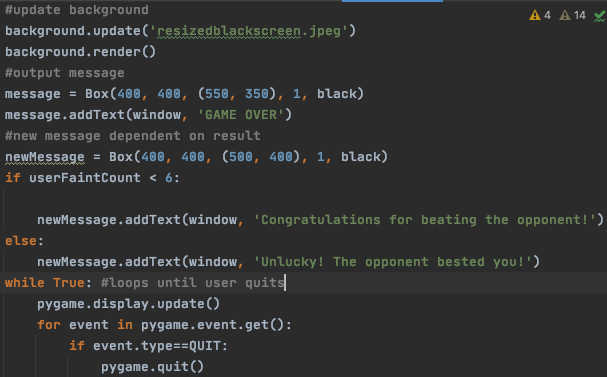 #update background
4 14
background.update('resizedblackscreen.jpeg')
background.render()
#output message
message = Box(400, 400, (550, 350), 1, black)
message.addText(window, 'GAME OVER')
#new message dependent on result
newMessage = Box(400, 400, (500, 400), 1, black)
if userFaintCount < 6:
newMessage.addText(window, 'Congratulations for beating the opponent!')
else:
newMessage.addText(window, 'Unlucky! The opponent bested you!')
while True: #loops until user quits
pygame.display.update()
for event in pygame.event.get():
if event.type==QUIT:
pygame.quit()